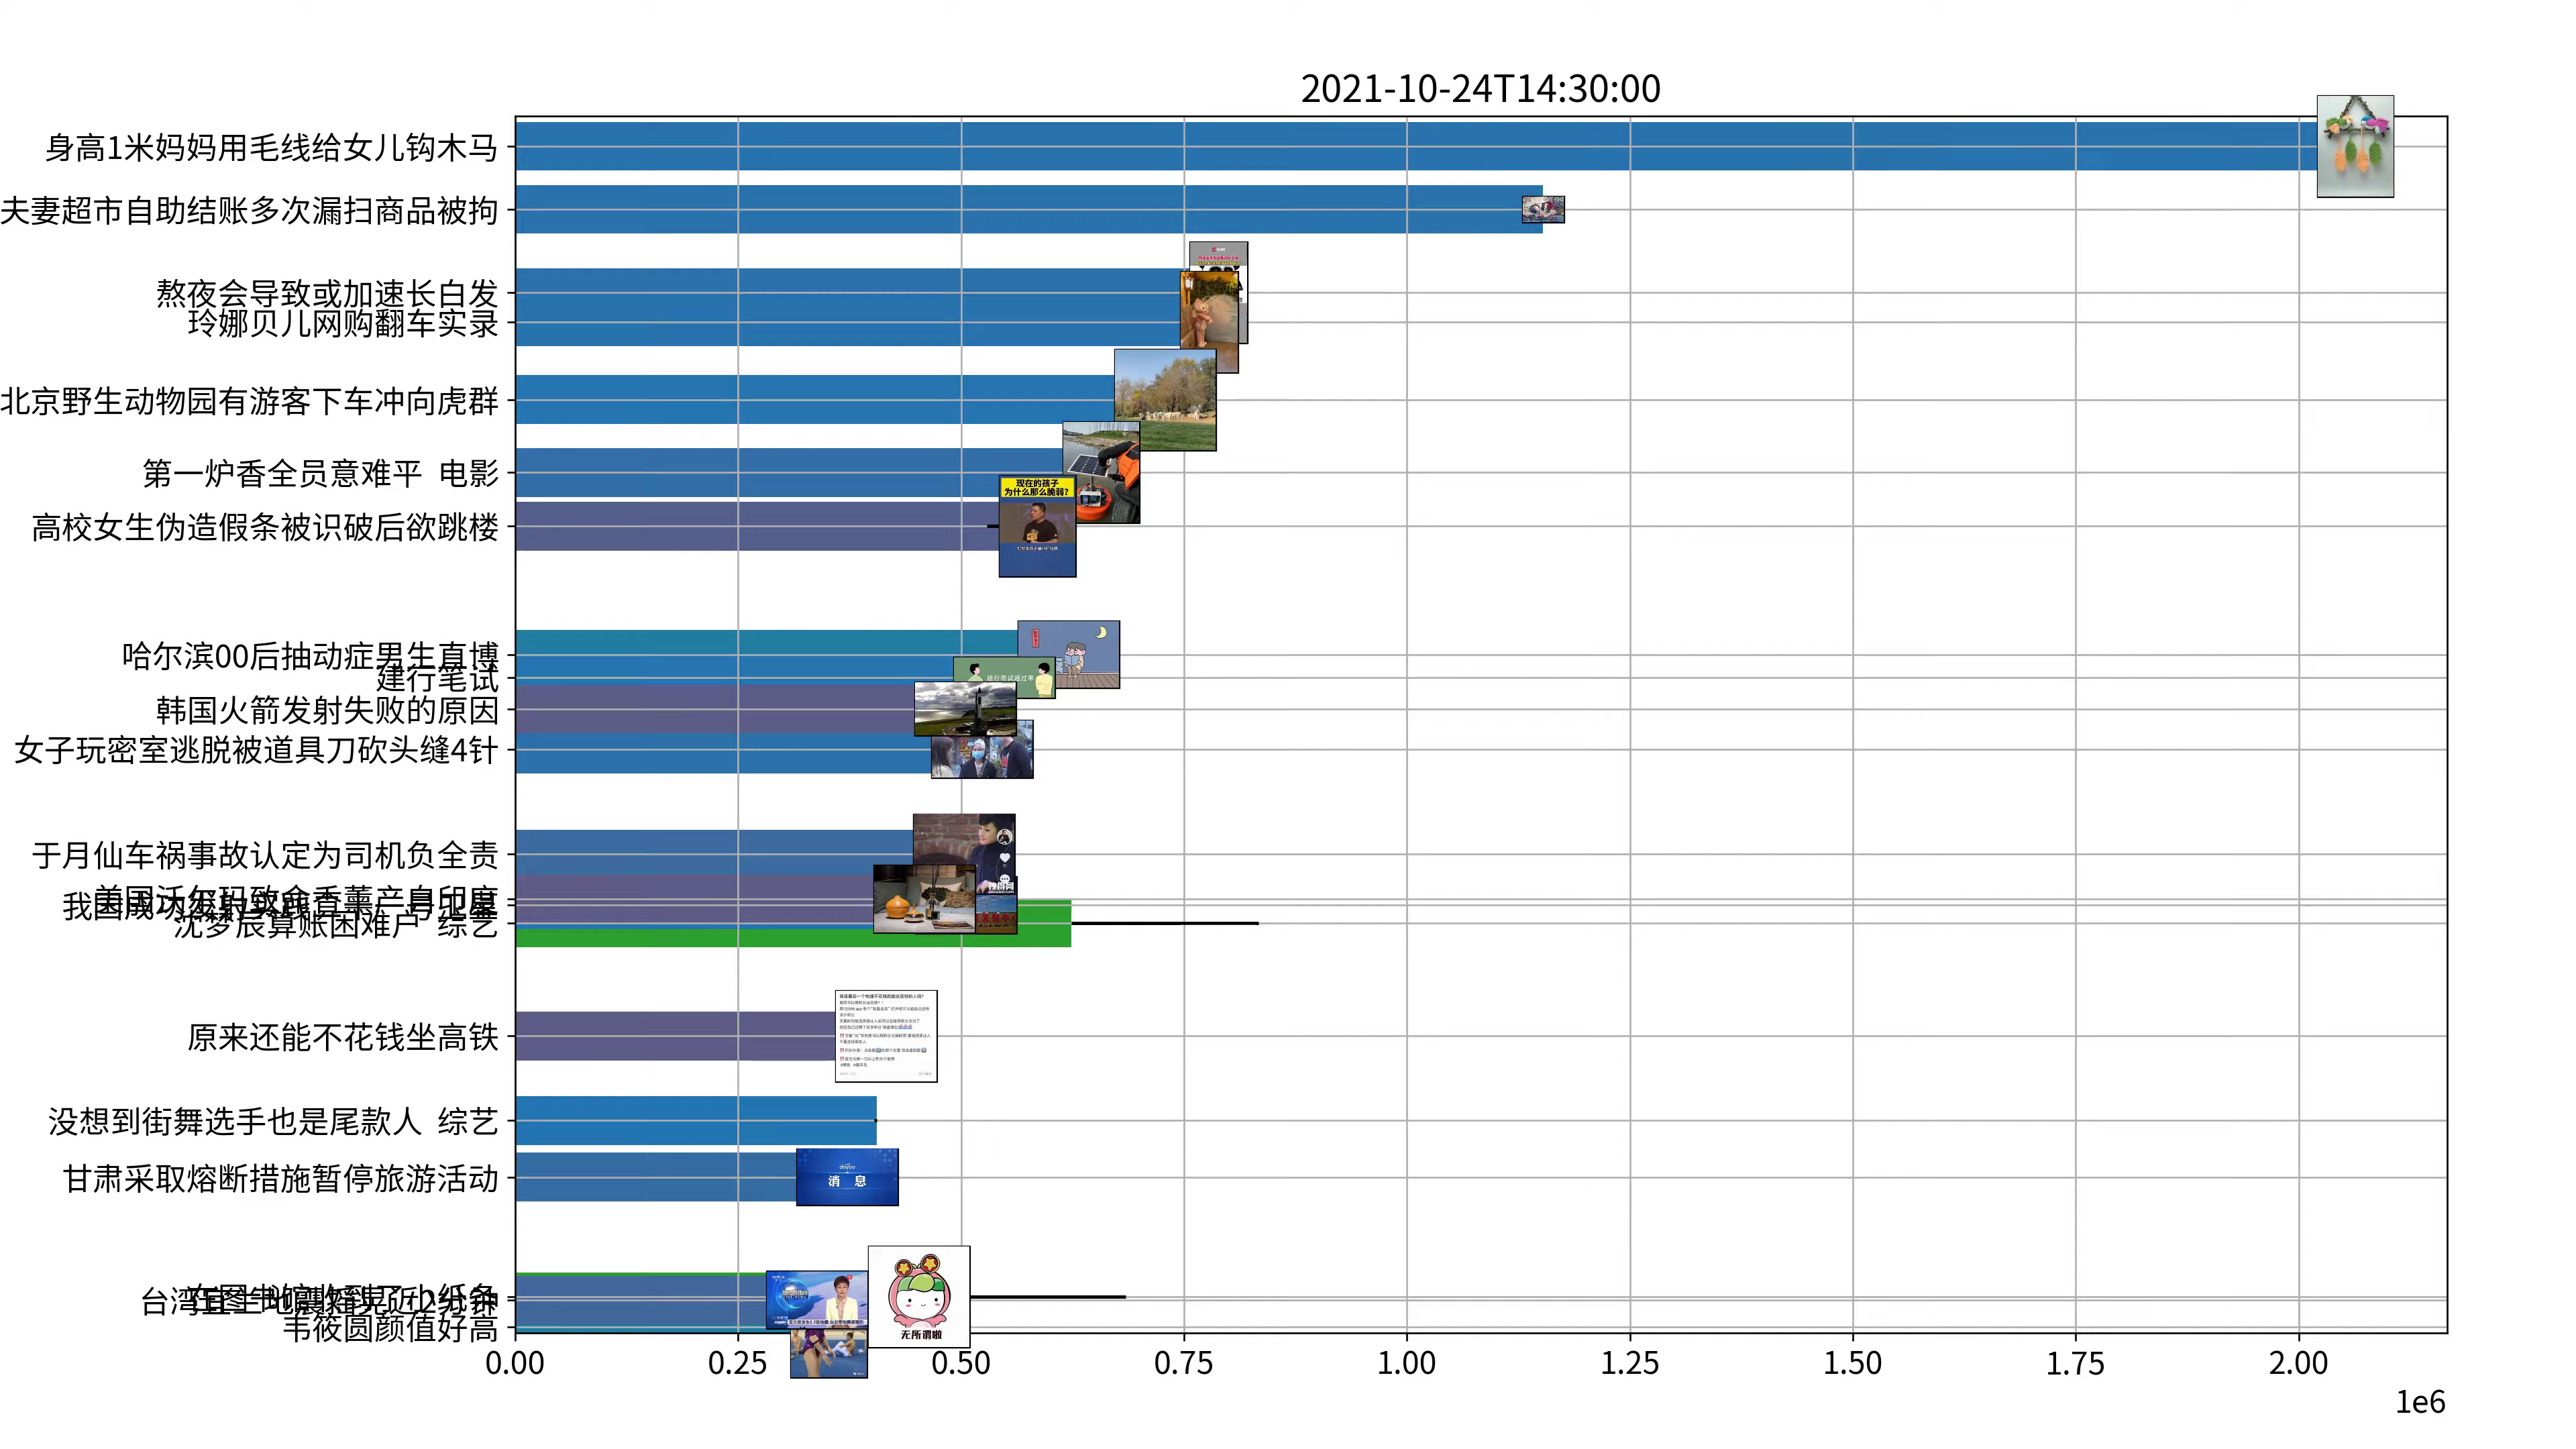 2021-10-24T14:30:00
身高1米妈妈用毛线给女儿钩木马
夫妻超市自助结账多次漏扫商品被拘
熬夜会导致或加速长白发
玲娜贝儿网购翻车实录
北京野生动物园有游客下车冲向虎群
第一炉香全员意难平 电影
现在的孩子
为什么那么脆弱?
高校女生伪造假条被识破后欲跳楼
哈尔滨00后抽动症男生直博
建行笔试
建行笔试通过率
韩国火箭发射失败的原因
女子玩密室逃脱被道具刀砍头缝4针
于月仙车祸事故认定为司机负全责
沈梦辰算账困难户 综艺
原来还能不花钱坐高铁
没想到街舞选手也是尾款人 综艺
甘肃采取熔断措施暂停旅游活动
dayoo
消 息
韦筱圆颜值好高
无所谓啦
0.00 0.25 0.50 0.75 1.00 1.25 1.50 1.75 2.00
1e6